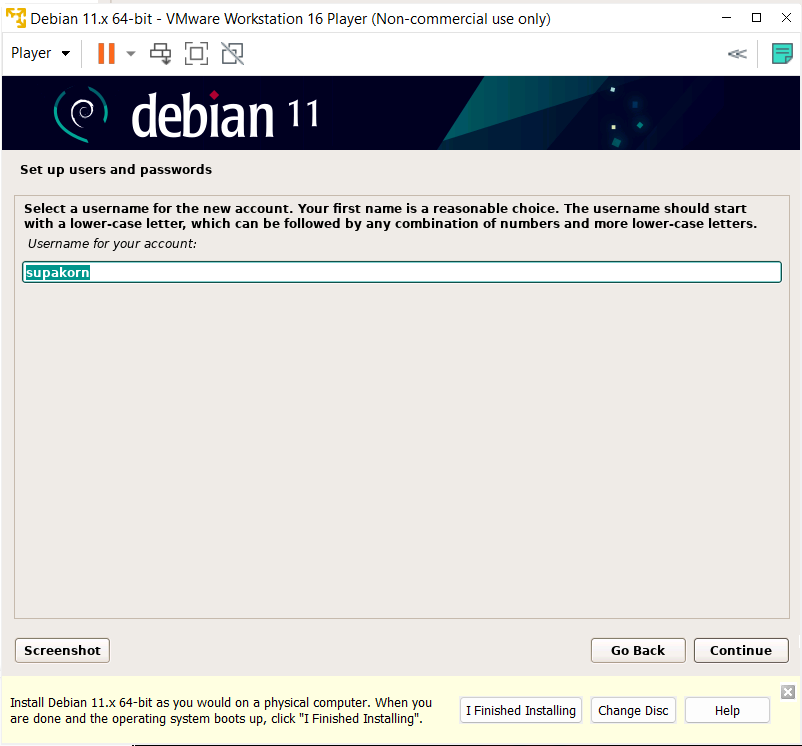 Debian 11.x 64-bit - VMware Workstation 16 Player (Non-commercial use only)
Player
debian 11
Set up users and passwords
Select a username for the new account. Your first name is a reasonable choice. The username should start
with a lower-case letter, which can be followed by any combination of numbers and more lower-case letters.
Username for your account:
supakorn
Screenshot
Go Back
Continue
Install Debian 11.x 64-bit as you would on a physical computer. When you
are done and the operating system boots up, click "I Finished Installing".
I Finished Installing
Change Disc
Help